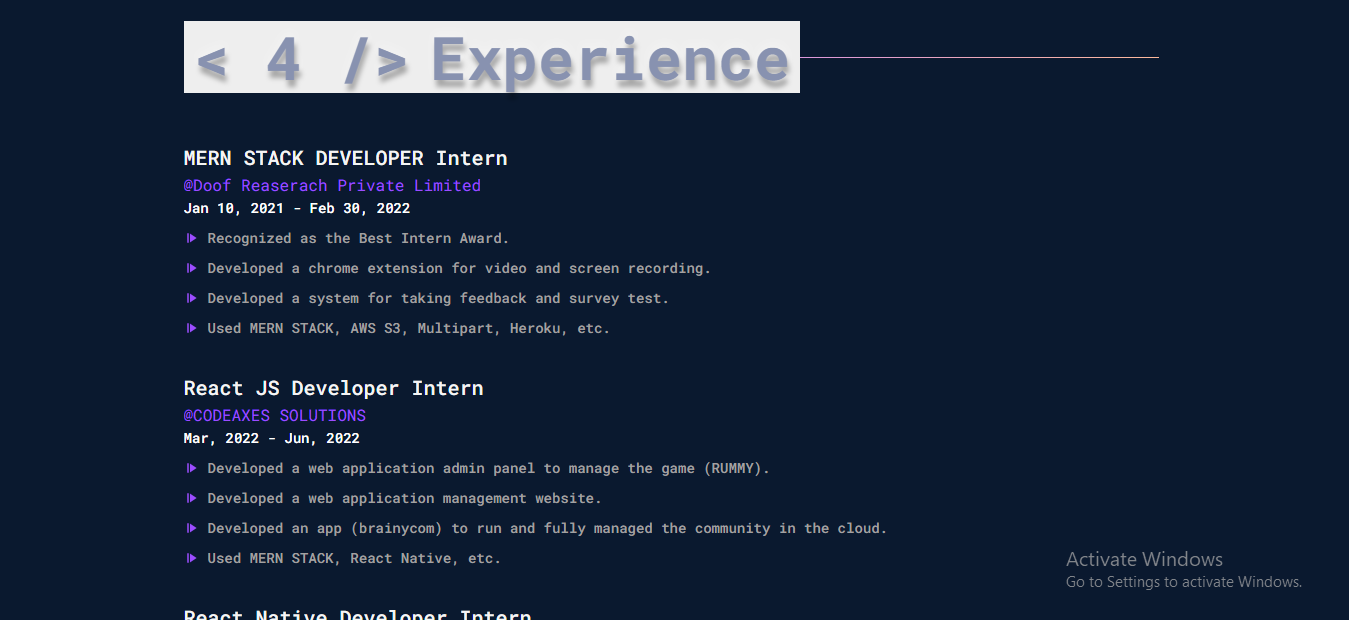 < 4 /> Experience
MERN STACK DEVELOPER Intern
@Doof Reaserach Private Limited
Jan 10, 2021 - Feb 30, 2022
Recognized as the Best Intern Award.
Developed a chrome extension for video and screen recording.
Developed a system for taking feedback and survey test.
Used MERN STACK, AWS S3, Multipart, Heroku, etc.
React JS Developer Intern
@CODEAXES SOLUTIONS
Mar, 2022 - Jun, 2022
Developed a web application admin panel to manage the game (RUMMY).
Developed a web application management website.
Developed an app (brainycom) to run and fully managed the community in the cloud.
Used MERN STACK, React Native, etc.
Activate Windows
Go to Settings to activate Windows.
React Native Developer Intern